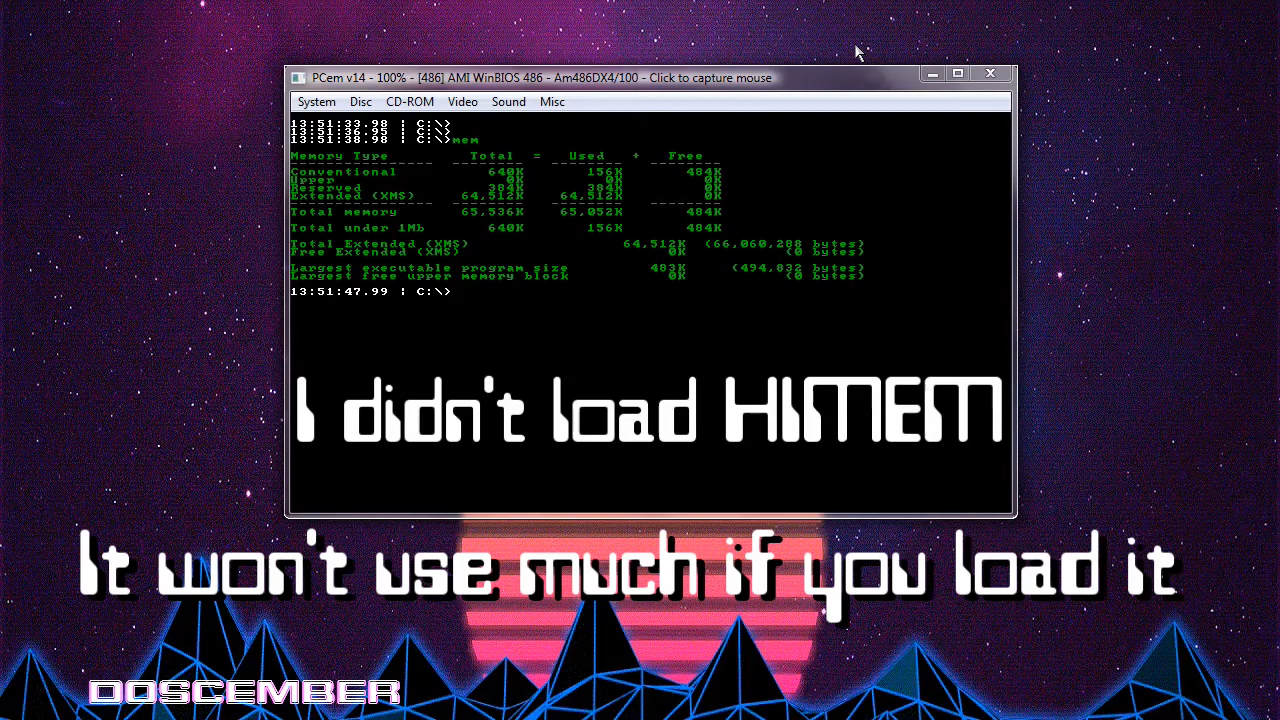 PCem v14 - 100% - [486] AMI WinBIOS 486 - Am486DX4/100 - Click to capture mouse
System Disc CD-ROM Video Sound Misc
13:51:33.98 | C:\>
13:51:36.95 | C:\>
13:51:38.98 | C:\>mem
Memory Type Total = Used + Free
Conventional 640K 156K 484K
Upper 0K 0K 0K
Reserved 384K 384K 0K
Extended (XMS) 64,512K 64,512K 0K
Total memory 65,536K 65,052K 484K
Total under 1Mb 640K 156K 484K
Total Extended (XMS) 64,512K (66,060,288 bytes)
Free Extended (XMS) 0K (0 bytes)
Largest executable program size 483K (494,832 bytes)
Largest free upper memory block 0K (0 bytes)
13:51:47.99 | C:\>
I didn't load HIMEM
It won't use much if you load it
DOSCEMBER